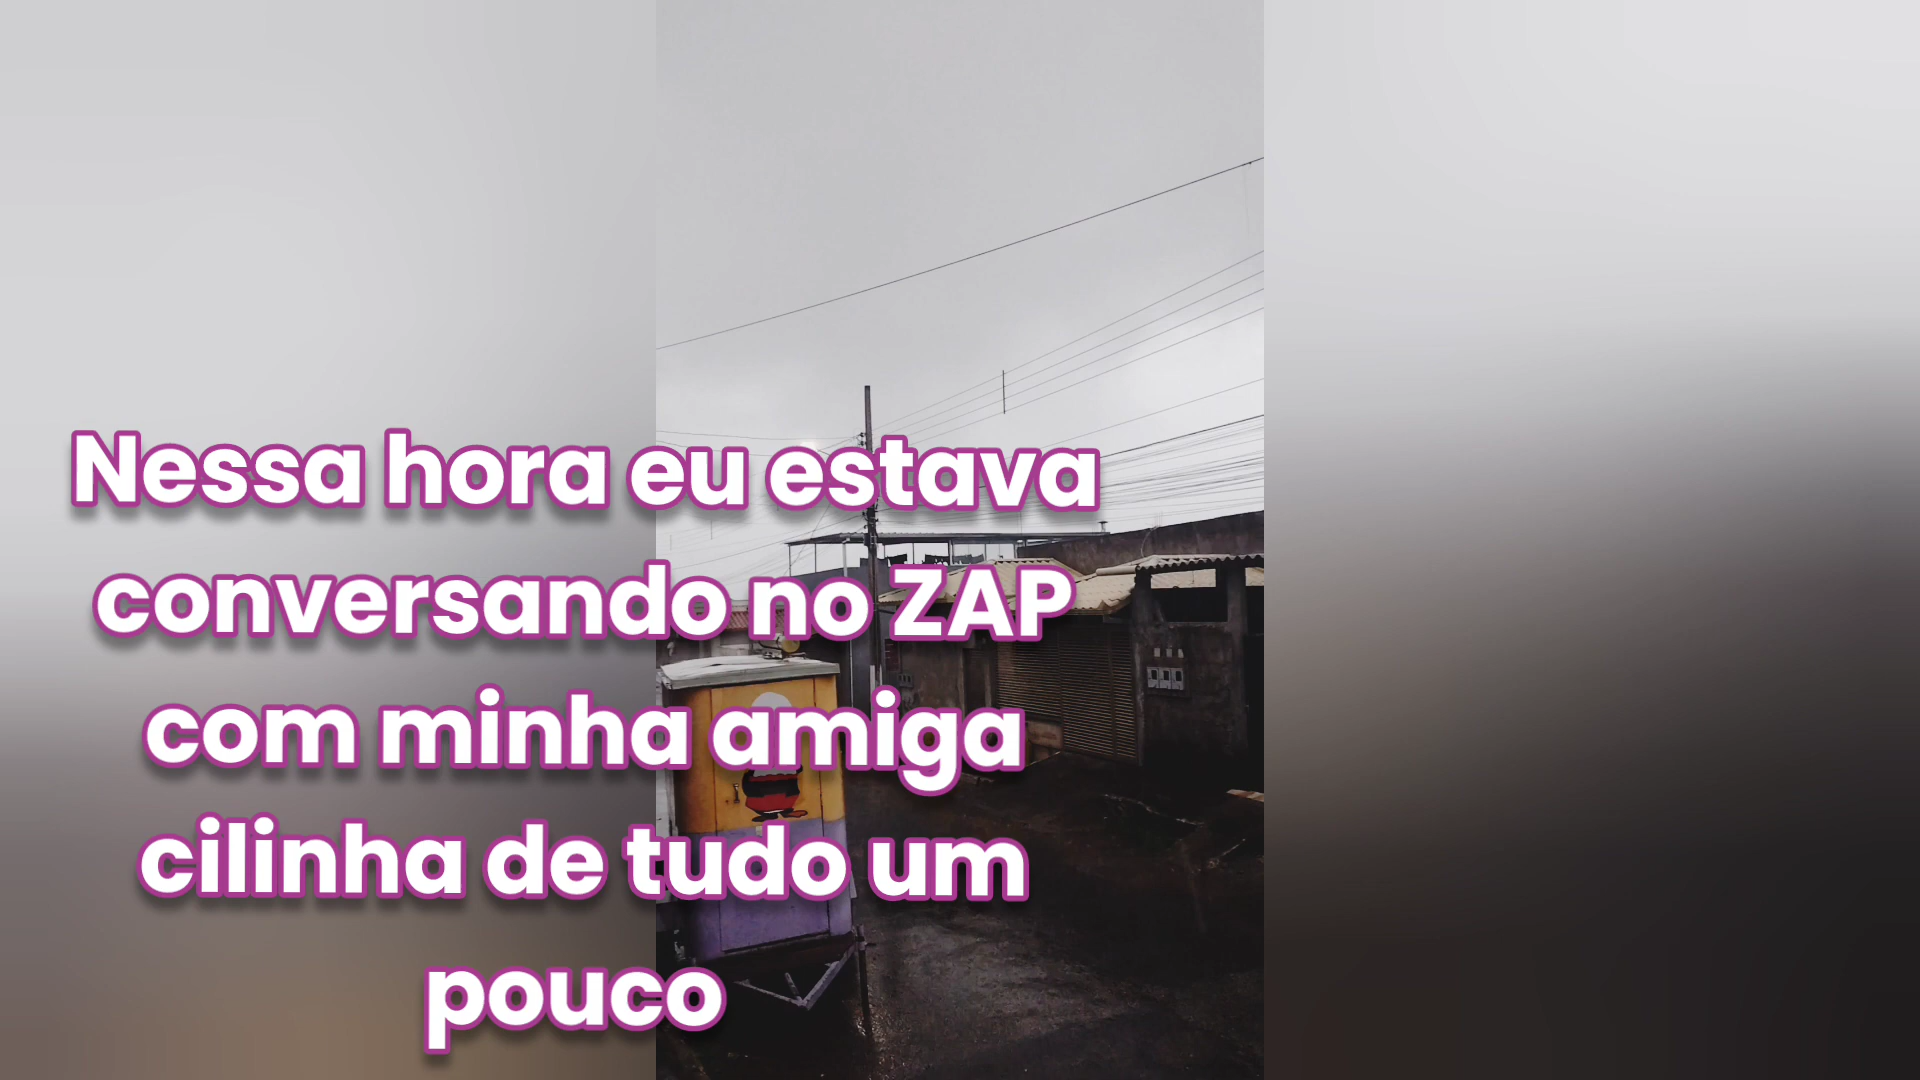 Nessa hora eu estava
conversando no ZAP
com minha amiga
cilinha de tudo um
pouco